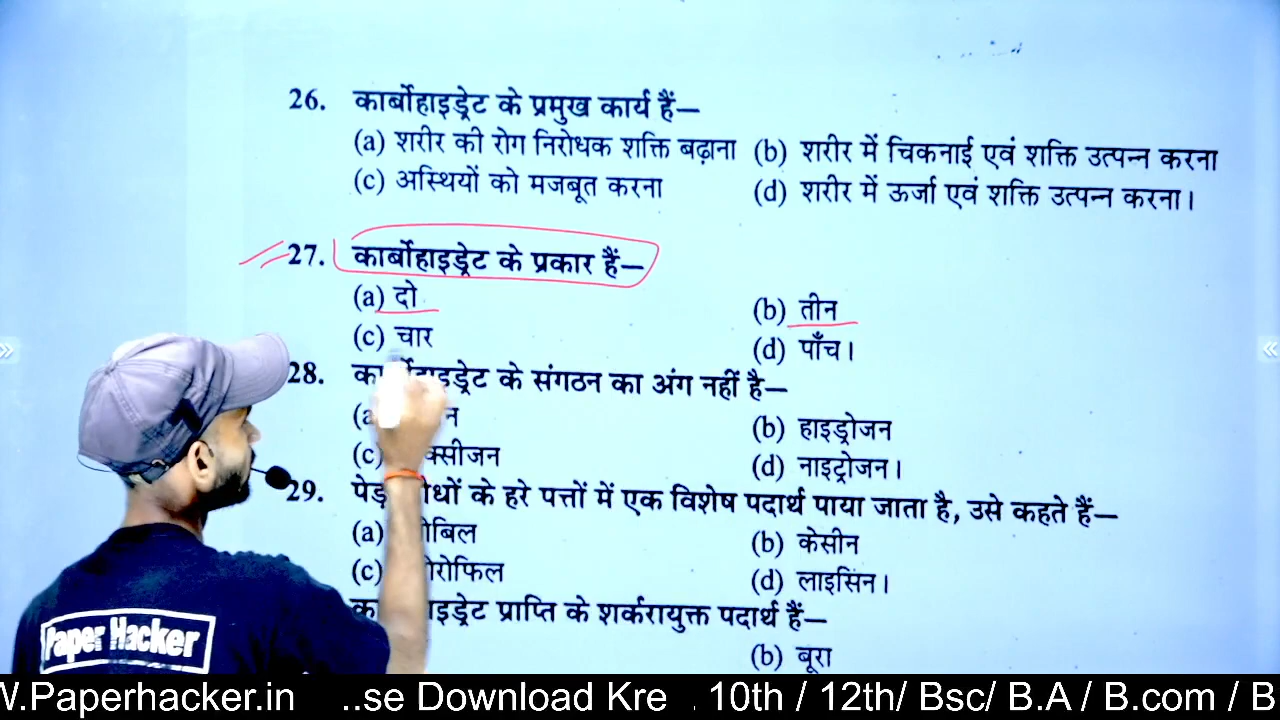 26. कार्बोहाइड्रेट के प्रमुख कार्य हैं—
(a) शरीर की रोग निरोधक शक्ति बढ़ाना (b) शरीर में चिकनाई एवं शक्ति उत्पन्न करना
(c) अस्थियों को मजबूत करना (d) शरीर में ऊर्जा एवं शक्ति उत्पन्न करना।
27. कार्बोहाइड्रेट के प्रकार हैं—
(a) दो (b) तीन
(c) चार (d) पाँच।
28. के संगठन का अंग नहीं है—
(b) हाइड्रोजन
(c) (d) नाइट्रोजन।
29. के हरे पत्तों में एक विशेष पदार्थ पाया जाता है, उसे कहते हैं—
(a) (b) केसीन
(c) (d) लाइसिन।
प्राप्ति के शर्करायुक्त पदार्थ हैं—
(b) बूरा
Paper Hacker
W.Paperhacker.in ..se Download Kre 10th / 12th/ Bsc/ B.A / B.com / B